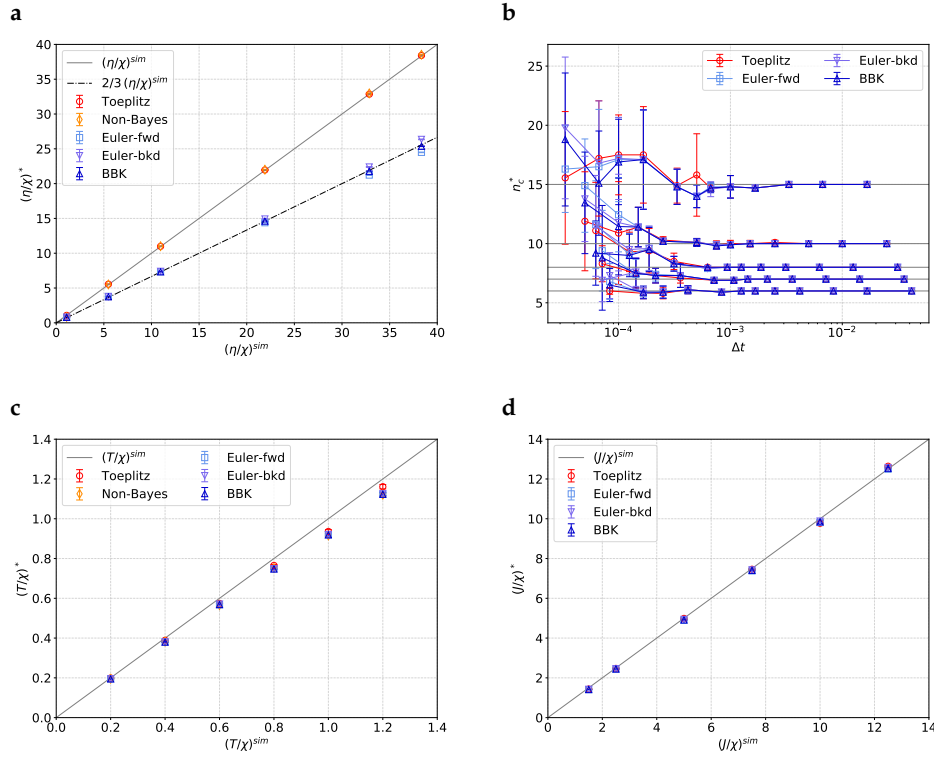 a
40
35
30
25
20
15
10
5
0
(η/χ)*
(η/χ)^sim
2/3 (η/χ)^sim
Toeplitz
Non-Bayes
Euler-fwd
Euler-bkd
BBK
0 5 10 15 20 25 30 35 40
(η/χ)^sim
b
25
20
15
10
5
n_c^*
Toeplitz Euler-bkd
Euler-fwd BBK
10^−4 10^−3 10^−2
Δt
c
1.4
1.2
1.0
0.8
0.6
0.4
0.2
0.0
(T/χ)*
(T/χ)^sim Euler-fwd
Toeplitz Euler-bkd
Non-Bayes BBK
0.0 0.2 0.4 0.6 0.8 1.0 1.2 1.4
(T/χ)^sim
d
14
12
10
8
6
4
2
0
(J/χ)*
(J/χ)^sim
Toeplitz
Euler-fwd
Euler-bkd
BBK
0 2 4 6 8 10 12 14
(J/χ)^sim